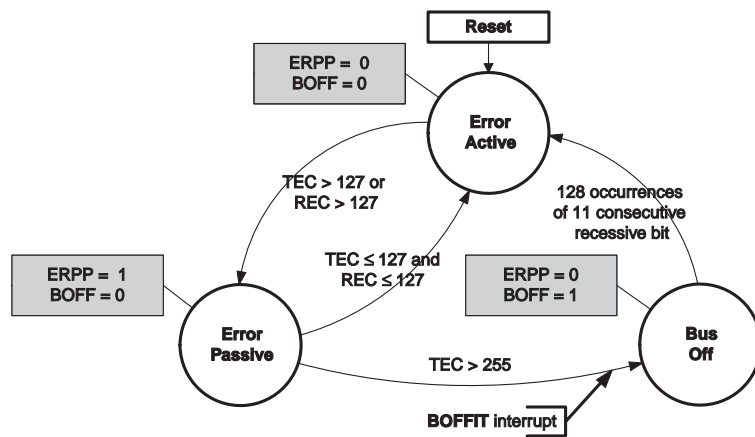 Reset
ERPP = 0
BOFF = 0
Error
Active
TEC > 127 or
REC > 127
128 occurrences
of 11 consecutive
recessive bit
TEC ≤ 127 and
REC ≤ 127
ERPP = 1
BOFF = 0
ERPP = 0
BOFF = 1
Error
Passive
Bus
Off
TEC > 255
BOFFIT interrupt